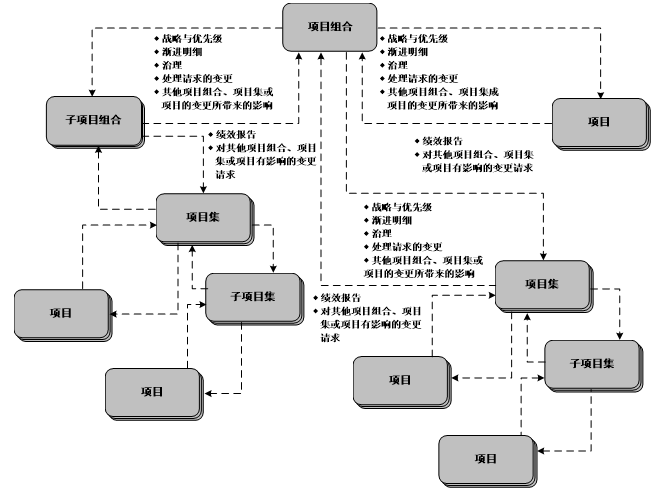 项目组合
◆ 战略与优先级
◆ 渐进明细
◆ 治理
◆ 处理请求的变更
◆ 其他项目组合、项目集或
项目的变更所带来的影响
◆ 战略与优先级
◆ 渐进明细
◆ 治理
◆ 处理请求的变更
◆ 其他项目组合、项目集或
项目的变更所带来的影响
子项目组合
项目
◆ 绩效报告
◆ 对其他项目组合、项目
集或项目有影响的变更
请求
◆ 绩效报告
◆ 对其他项目组合、项目集
或项目有影响的变更请求
项目集
◆ 战略与优先级
◆ 渐进明细
◆ 治理
◆ 处理请求的变更
◆ 其他项目组合、项目集或
项目的变更所带来的影响
子项目集
项目集
项目
◆ 绩效报告
◆ 对其他项目组合、项目
集或项目有影响的变更
请求
子项目集
项目
项目
项目